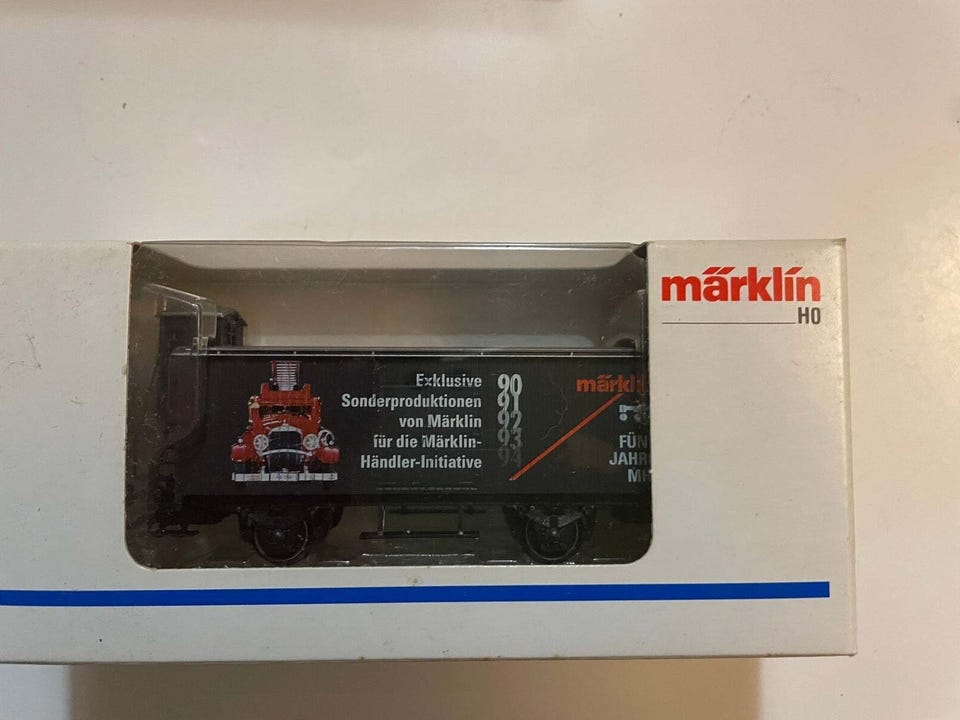 märklin
H0
Exklusive
Sonderproduktionen
von Märklin
für die Märklin-
Händler-Initiative
90
91
92
93
94
märkl
FÜN
JAHR
MH